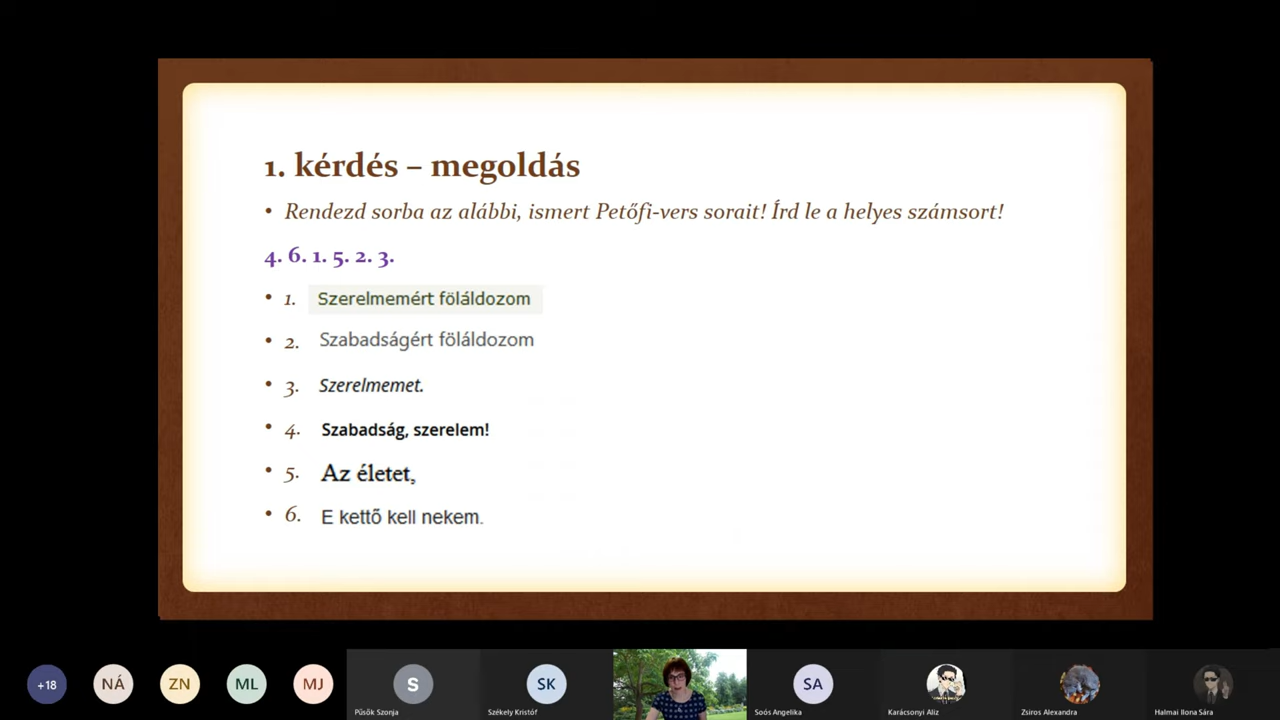 1. kérdés – megoldás
• Rendezd sorba az alábbi, ismert Petőfi-vers sorait! Írd le a helyes számsort!
4. 6. 1. 5. 2. 3.
• 1. Szerelmemért föláldozom
• 2. Szabadságért föláldozom
• 3. Szerelmemet.
• 4. Szabadság, szerelem!
• 5. Az életet,
• 6. E kettő kell nekem.
+18 NÁ ZN ML MJ S SK SA
Püsök Szonja Székely Kristóf Soós Angelika Karácsonyi Aliz Zsiros Alexandra Halmai Ilona Sára